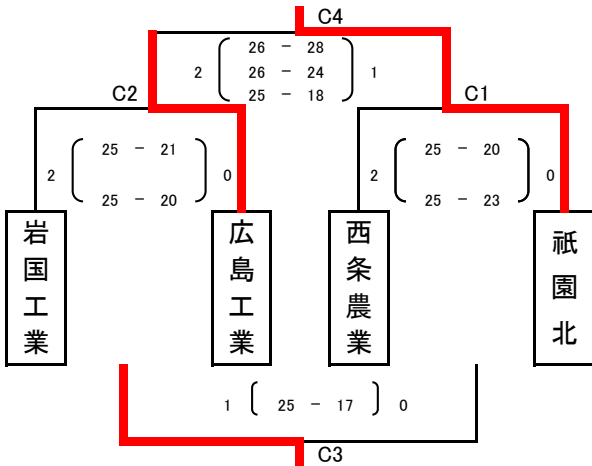 C4
26 － 28
2 26 － 24 1
25 － 18
C2
C1
25 － 21
2 0
25 － 20
25 － 20
2 0
25 － 23
岩国工業
広島工業
西条農業
祇園北
1 25 － 17 0
C3